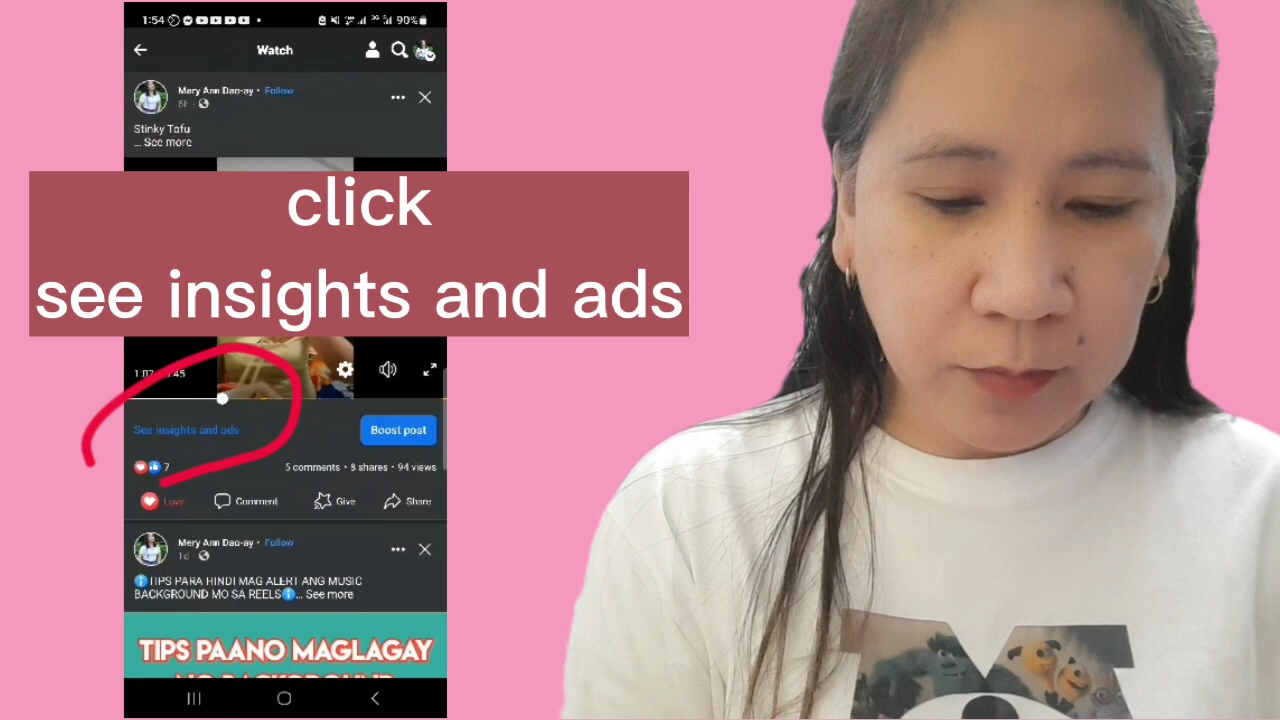 1:54
90%
Watch
Mery Ann Dao-ay • Follow
5h
Stinky Tofu
... See more
click
see insights and ads
See insights and ads
Boost post
7
5 comments • 8 shares • 94 views
Love
Comment
Give
Share
Mery Ann Dao-ay • Follow
1d
TIPS PARA HINDI MAG ALERT ANG MUSIC
BACKGROUND MO SA REELS... See more
TIPS PAANO MAGLAGAY